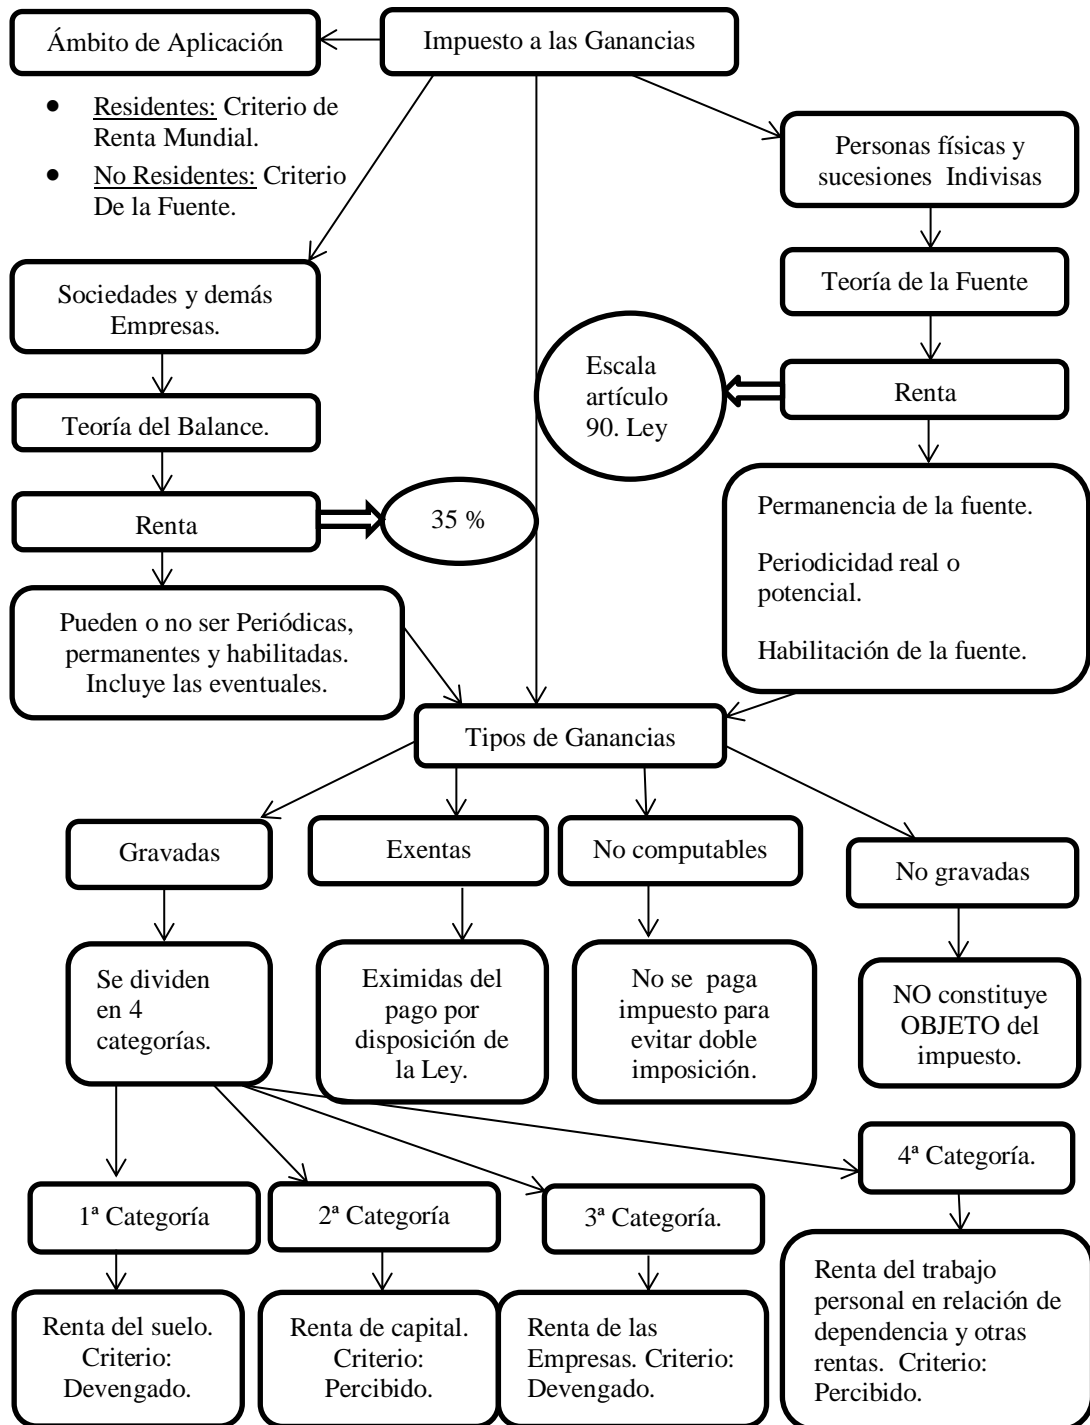 Ámbito de Aplicación
Impuesto a las Ganancias
Residentes: Criterio de
Renta Mundial.
No Residentes: Criterio
De la Fuente.
Personas físicas y
sucesiones Indivisas
Sociedades y demás
Empresas.
Teoría de la Fuente
Escala
artículo
90. Ley
Renta
Teoría del Balance.
Renta
35 %
Permanencia de la fuente.
Periodicidad real o
potencial.
Habilitación de la fuente.
Pueden o no ser Periódicas,
permanentes y habilitadas.
Incluye las eventuales.
Tipos de Ganancias
Gravadas
Exentas
No computables
No gravadas
Se dividen
en 4
categorías.
Eximidas del
pago por
disposición de
la Ley.
No se paga
impuesto para
evitar doble
imposición.
NO constituye
OBJETO del
impuesto.
1ª Categoría
2ª Categoría
3ª Categoría.
4ª Categoría.
Renta del suelo.
Criterio:
Devengado.
Renta de capital.
Criterio:
Percibido.
Renta de las
Empresas. Criterio:
Devengado.
Renta del trabajo
personal en relación de
dependencia y otras
rentas. Criterio:
Percibido.